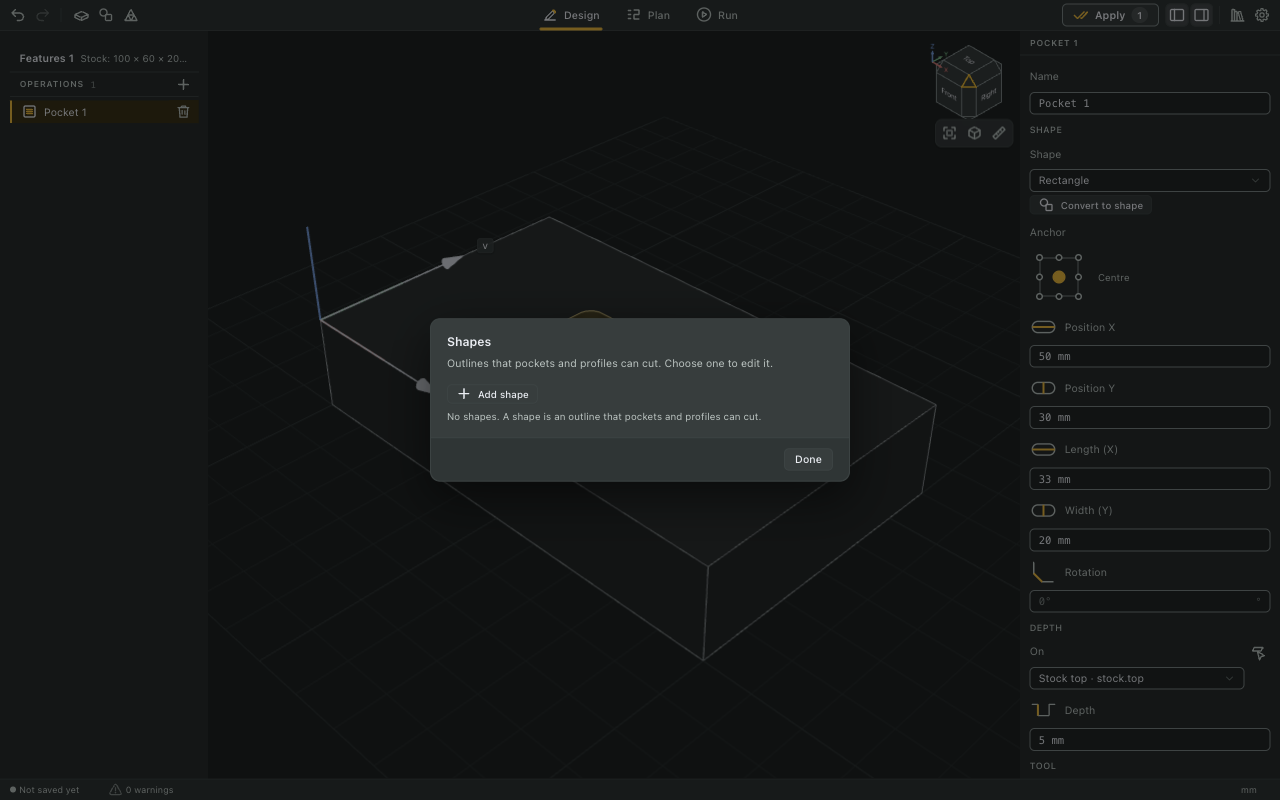 Design
Plan
Run
Apply 1
Features 1 Stock: 100 × 60 × 20...
OPERATIONS 1
Pocket 1
Z
Y
X
Top
Front
Right
v
Shapes
Outlines that pockets and profiles can cut. Choose one to edit it.
Add shape
No shapes. A shape is an outline that pockets and profiles can cut.
Done
POCKET 1
Name
Pocket 1
SHAPE
Shape
Rectangle
Convert to shape
Anchor
Centre
Position X
50 mm
Position Y
30 mm
Length (X)
33 mm
Width (Y)
20 mm
Rotation
0° °
DEPTH
On
Stock top · stock.top
Depth
5 mm
TOOL
Not saved yet
0 warnings
mm